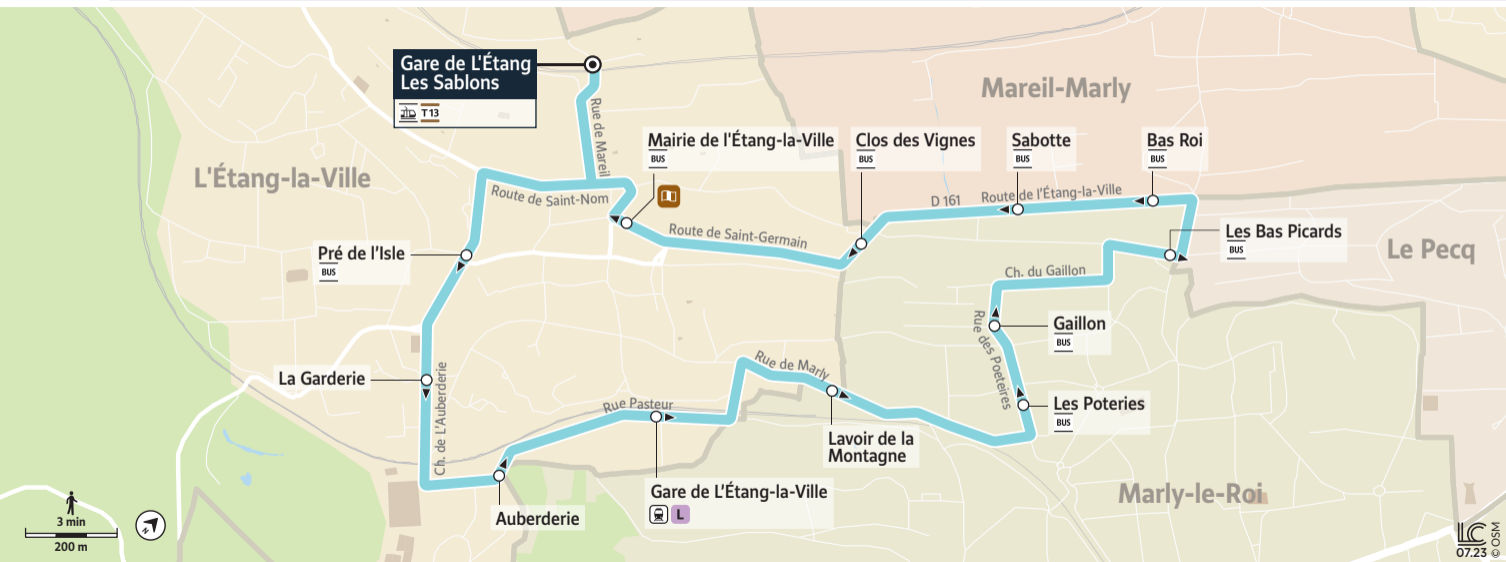 Gare de L'Étang
Les Sablons
T 13
Rue de Mareil
Mareil-Marly
Mairie de l'Étang-la-Ville
BUS
Clos des Vignes
BUS
Sabotte
BUS
Bas Roi
BUS
L'Étang-la-Ville
Route de Saint-Nom
D 161
Route de l'Étang-la-Ville
Route de Saint-Germain
Les Bas Picards
BUS
Le Pecq
Pré de l'Isle
BUS
Ch. du Gaillon
Gaillon
BUS
Rue des Poeteires
La Garderie
Ch. de L'Auberderie
Rue de Marly
Rue Pasteur
Les Poteries
BUS
Lavoir de la
Montagne
Gare de L'Étang-la-Ville
L
Marly-le-Roi
Auberderie
3 min
200 m
N
LC
07.23
© OSM